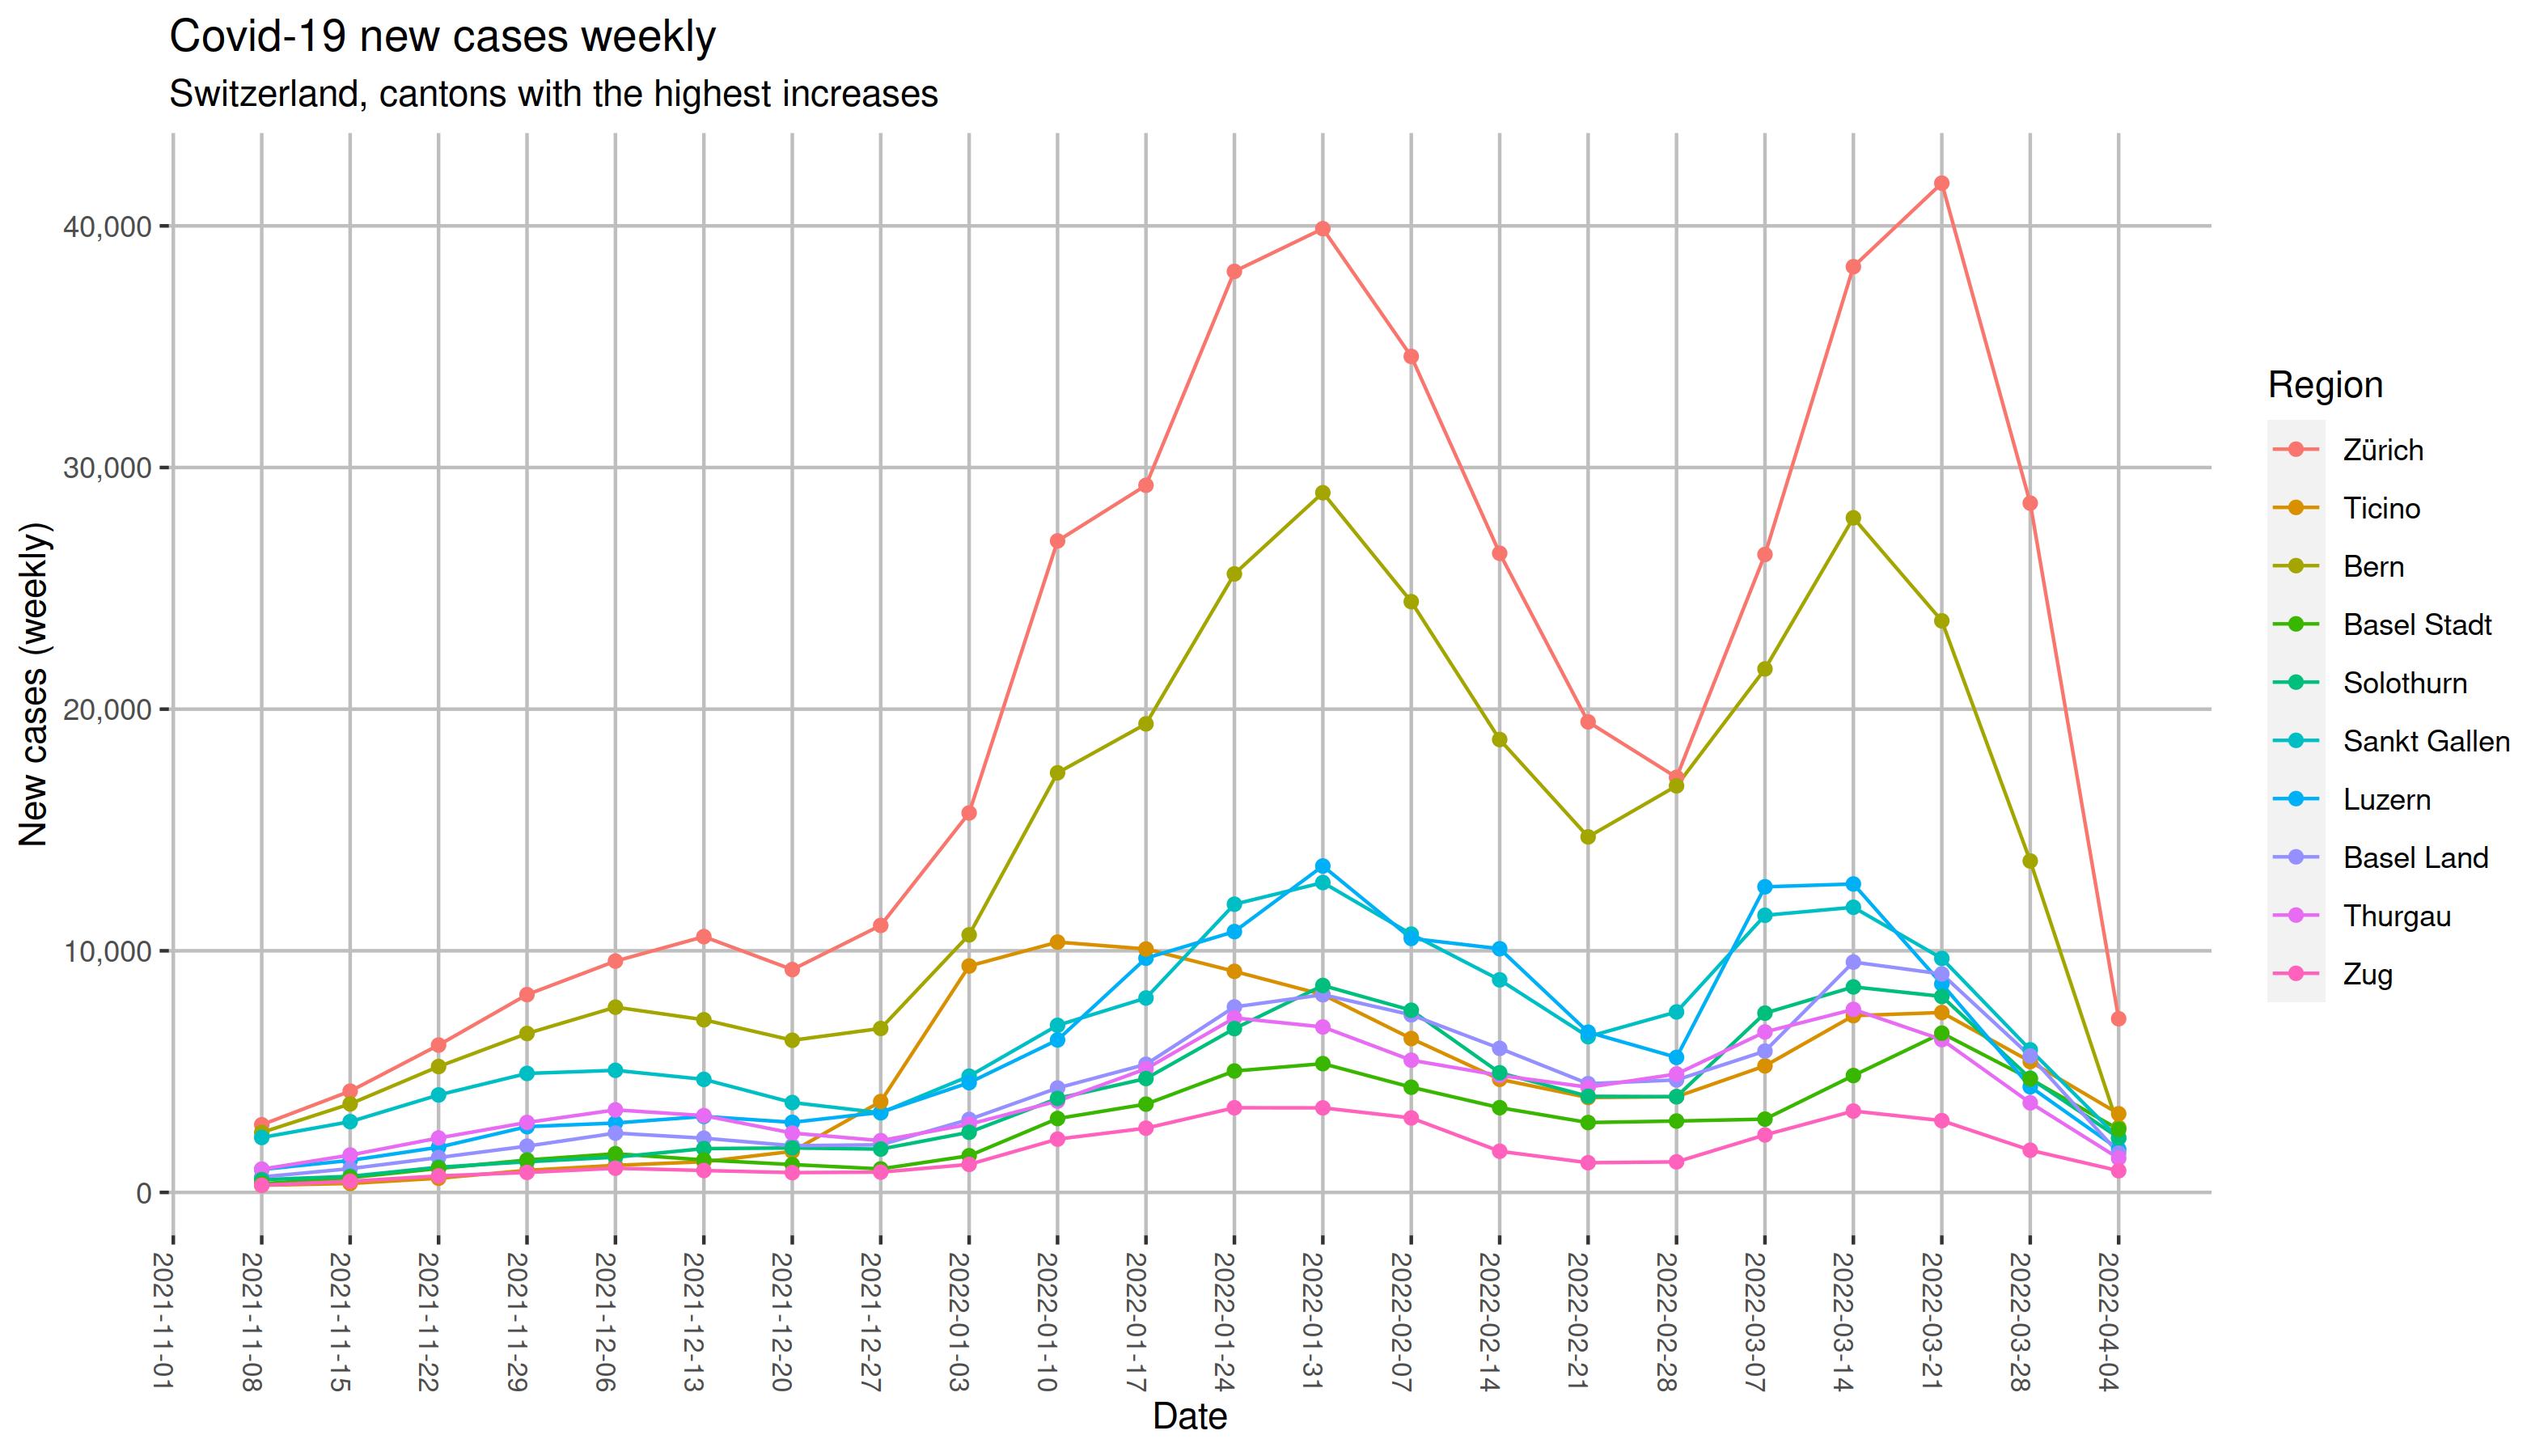 Covid-19 new cases weekly
Switzerland, cantons with the highest increases
New cases (weekly)
40,000
30,000
20,000
10,000
0
2021-11-01
2021-11-08
2021-11-15
2021-11-22
2021-11-29
2021-12-06
2021-12-13
2021-12-20
2021-12-27
2022-01-03
2022-01-10
2022-01-17
2022-01-24
2022-01-31
2022-02-07
2022-02-14
2022-02-21
2022-02-28
2022-03-07
2022-03-14
2022-03-21
2022-03-28
2022-04-04
Date
Region
Zürich
Ticino
Bern
Basel Stadt
Solothurn
Sankt Gallen
Luzern
Basel Land
Thurgau
Zug